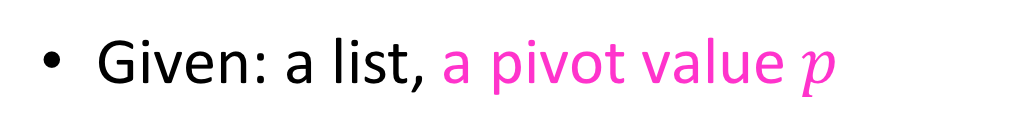 • Given: a list, a pivot value 𝑝